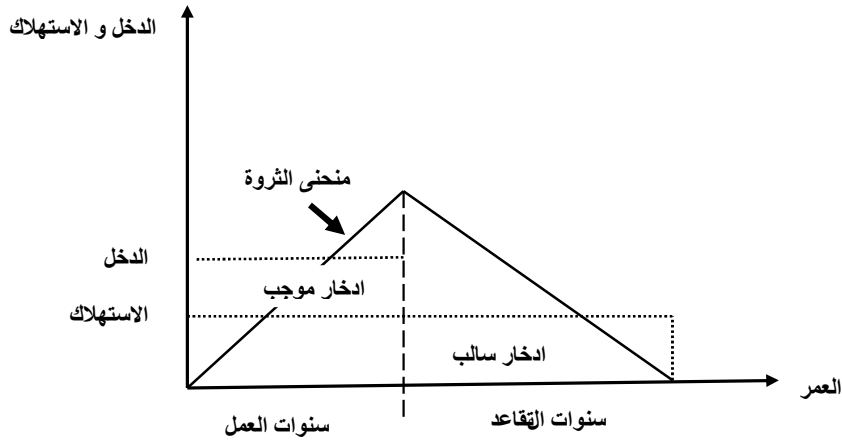 الدخل و الاستهلاك
منحنى الثروة
الدخل
ادخار موجب
الاستهلاك
ادخار سالب
العمر
سنوات التقاعد
سنوات العمل